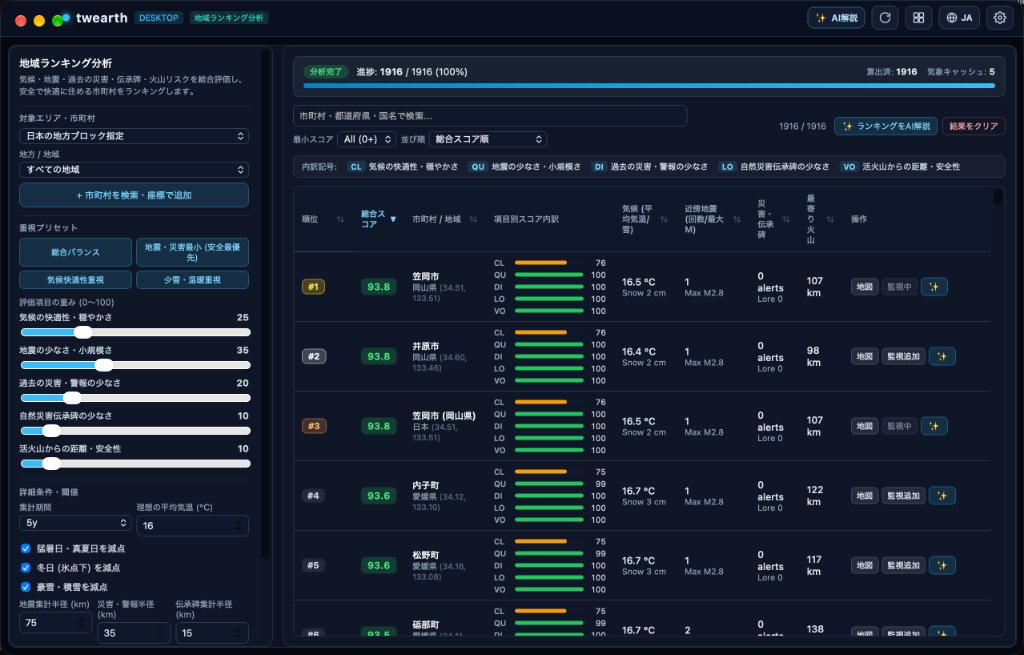 twearth DESKTOP 地域ランキング分析
AI解説 JA
地域ランキング分析
気候・地震・過去の災害・伝承碑・火山リスクを総合評価し、
安全で快適に住める市町村をランキングします。
対象エリア・市町村
日本の地方ブロック指定
地方 / 地域
すべての地域
+ 市町村を検索・座標で追加
重視プリセット
総合バランス
地震・災害最小 (安全最優
先)
気候快適性重視
少雪・温暖重視
評価項目の重み (0〜100)
気候の快適性・穏やかさ 25
地震の少なさ・小規模さ 35
過去の災害・警報の少なさ 20
自然災害伝承碑の少なさ 10
活火山からの距離・安全性 10
詳細条件・閾値
集計期間
5y
理想の平均気温 (°C)
16
猛暑日・真夏日を減点
冬日 (氷点下) を減点
豪雪・積雪を減点
地震集計半径 (km)
75
災害・警報半径
(km)
35
伝承碑集計半径
(km)
15
分析完了 進捗: 1916 / 1916 (100%)
算出済: 1916 気象キャッシュ: 5
市町村・都道府県・国名で検索...
最小スコア All (0+) 並び順 総合スコア順
1916 / 1916 ランキングをAI解説 結果をクリア
内訳記号: CL 気候の快適性・穏やかさ QU 地震の少なさ・小規模さ DI 過去の災害・警報の少なさ LO 自然災害伝承碑の少なさ VO 活火山からの距離・安全性
順位
総合ス
コア ▼
市町村 / 地域
項目別スコア内訳
気候 (平
均気温/
雪)
近傍地震
(回数/最大
M)
災
害・
伝承
碑
最
寄り
火
山
操作
#1
93.8
笠岡市
岡山県 (34.51,
133.51)
CL 76
QU 100
DI 100
LO 100
VO 100
16.5 °C
Snow 2 cm
1
Max M2.8
0
alerts
Lore 0
107
km
地図 監視中
#2
93.8
井原市
岡山県 (34.60,
133.46)
CL 76
QU 100
DI 100
LO 100
VO 100
16.4 °C
Snow 2 cm
1
Max M2.8
0
alerts
Lore 0
98
km
地図 監視追加
#3
93.8
笠岡市 (岡山県)
日本 (34.51,
133.51)
CL 76
QU 100
DI 100
LO 100
VO 100
16.5 °C
Snow 2 cm
1
Max M2.8
0
alerts
Lore 0
107
km
地図 監視中
#4
93.6
内子町
愛媛県 (34.12,
133.10)
CL 75
QU 99
DI 100
LO 100
VO 100
16.7 °C
Snow 3 cm
1
Max M2.8
0
alerts
Lore 0
122
km
地図 監視追加
#5
93.6
松野町
愛媛県 (34.16,
133.08)
CL 75
QU 99
DI 100
LO 100
VO 100
16.7 °C
Snow 3 cm
1
Max M2.8
0
alerts
Lore 0
117
km
地図 監視追加
#6
93.5
砥部町
愛媛県 (34.11,
CL 75
QU 99
DI 100
16.7 °C
2
0
alerts
138
地図 監視追加